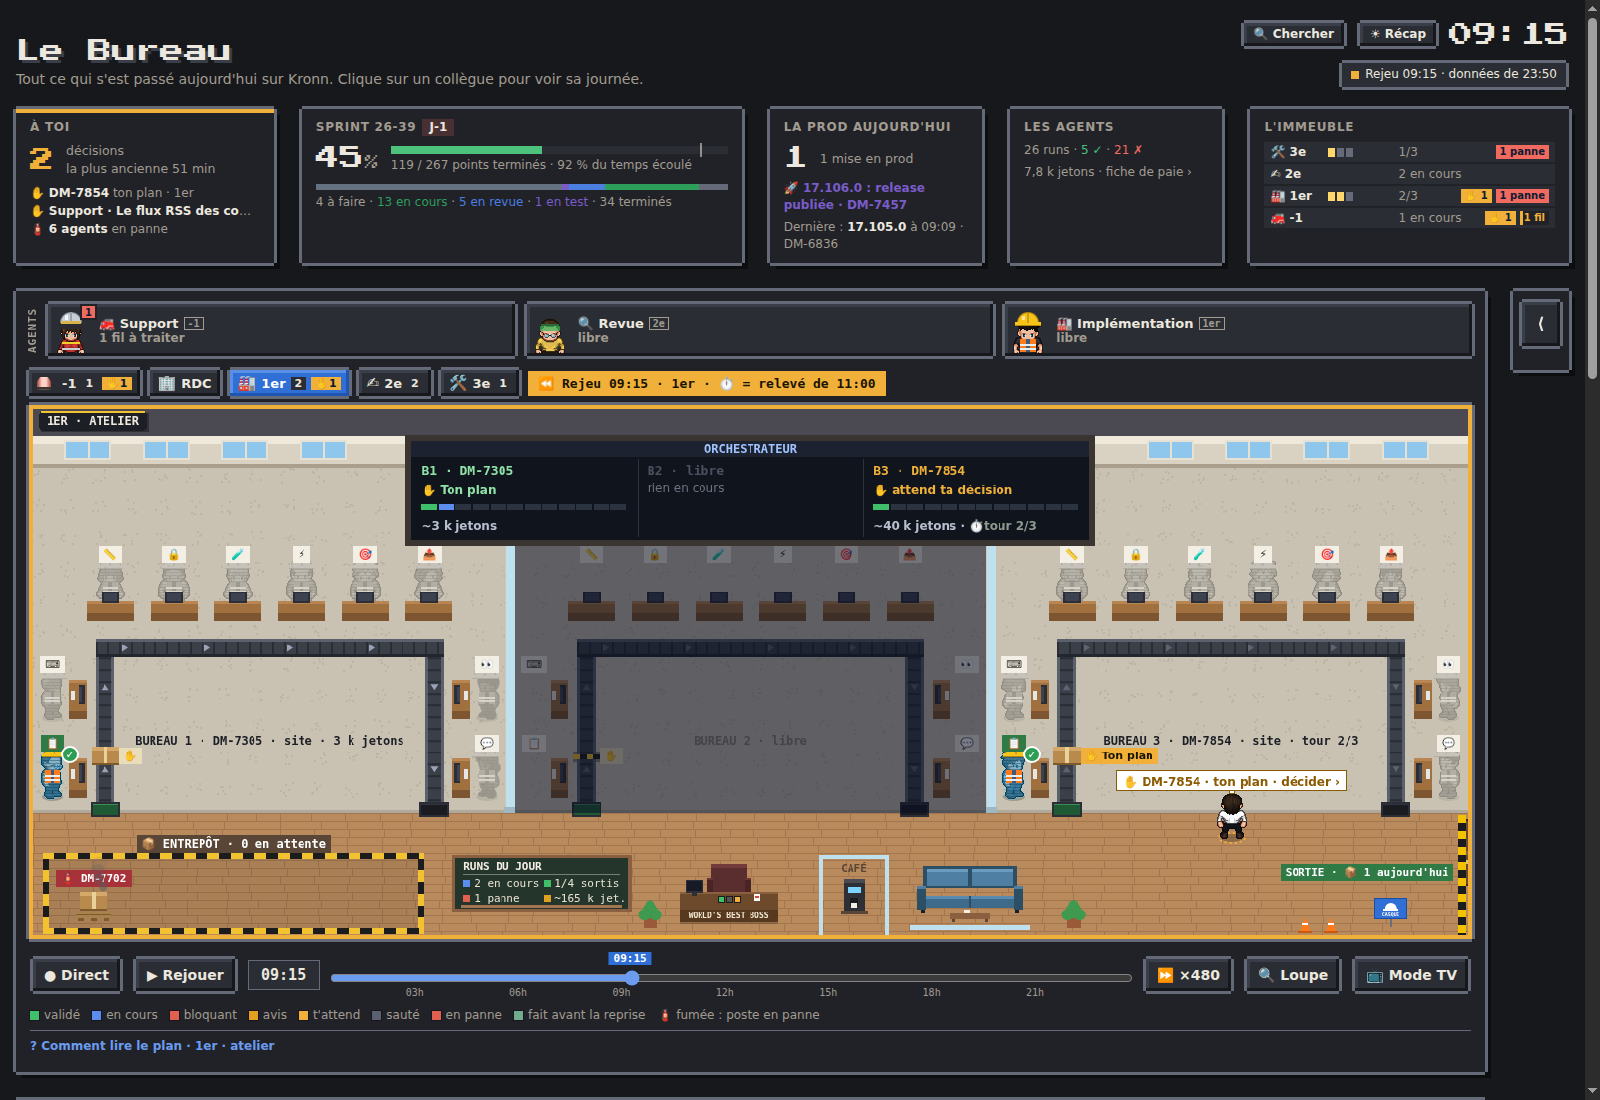 Le Bureau
Tout ce qui s'est passé aujourd'hui sur Kronn. Clique sur un collègue pour voir sa journée.
🔍 Chercher
☀ Récap
09:15
Rejeu 09:15 · données de 23:50
À TOI
2 décisions
la plus ancienne 51 min
✋ DM-7854 ton plan · 1er
✋ Support · Le flux RSS des co…
🧯 6 agents en panne
SPRINT 26-39 J-1
45%
119 / 267 points terminés · 92 % du temps écoulé
4 à faire · 13 en cours · 5 en revue · 1 en test · 34 terminés
LA PROD AUJOURD'HUI
1 1 mise en prod
🚀 17.106.0 : release
publiée · DM-7457
Dernière : 17.105.0 à 09:09 ·
DM-6836
LES AGENTS
26 runs · 5 ✓ · 21 ✗
7,8 k jetons · fiche de paie ›
L'IMMEUBLE
🛠 3e 1/3 1 panne
✍ 2e 2 en cours
🏭 1er 2/3 ✋ 1 1 panne
🚒 -1 1 en cours ✋ 1 1 fil
AGENTS
1
🚒 Support -1
1 fil à traiter
🔍 Revue 2e
libre
🏭 Implémentation 1er
libre
⟨
-1 1 ✋1
🏢 RDC
🏭 1er 2 ✋1
✍ 2e 2
🛠 3e 1
⏪ Rejeu 09:15 · 1er · ⏱ = relevé de 11:00
1ER · ATELIER
ORCHESTRATEUR
B1 · DM-7305
✋ Ton plan
~3 k jetons
B2 · libre
rien en cours
B3 · DM-7854
✋ attend ta décision
~40 k jetons · ⏱tour 2/3
BUREAU 1 · DM-7305 · site · 3 k jetons
BUREAU 2 · libre
BUREAU 3 · DM-7854 · site · tour 2/3
✋ Ton plan
✋ DM-7854 · ton plan · décider ›
📦 ENTREPÔT · 0 en attente
🧯 DM-7702
RUNS DU JOUR
2 en cours 1/4 sortis
1 panne ~165 k jet.
WORLD'S BEST BOSS
CAFÉ
SORTIE · 📦 1 aujourd'hui
CASQUE
● Direct
▶ Rejouer
09:15
09:15
03h 06h 09h 12h 15h 18h 21h
⏩ ×480
🔍 Loupe
📺 Mode TV
validé en cours bloquant avis t'attend sauté en panne fait avant la reprise 🧯 fumée : poste en panne
? Comment lire le plan · 1er · atelier